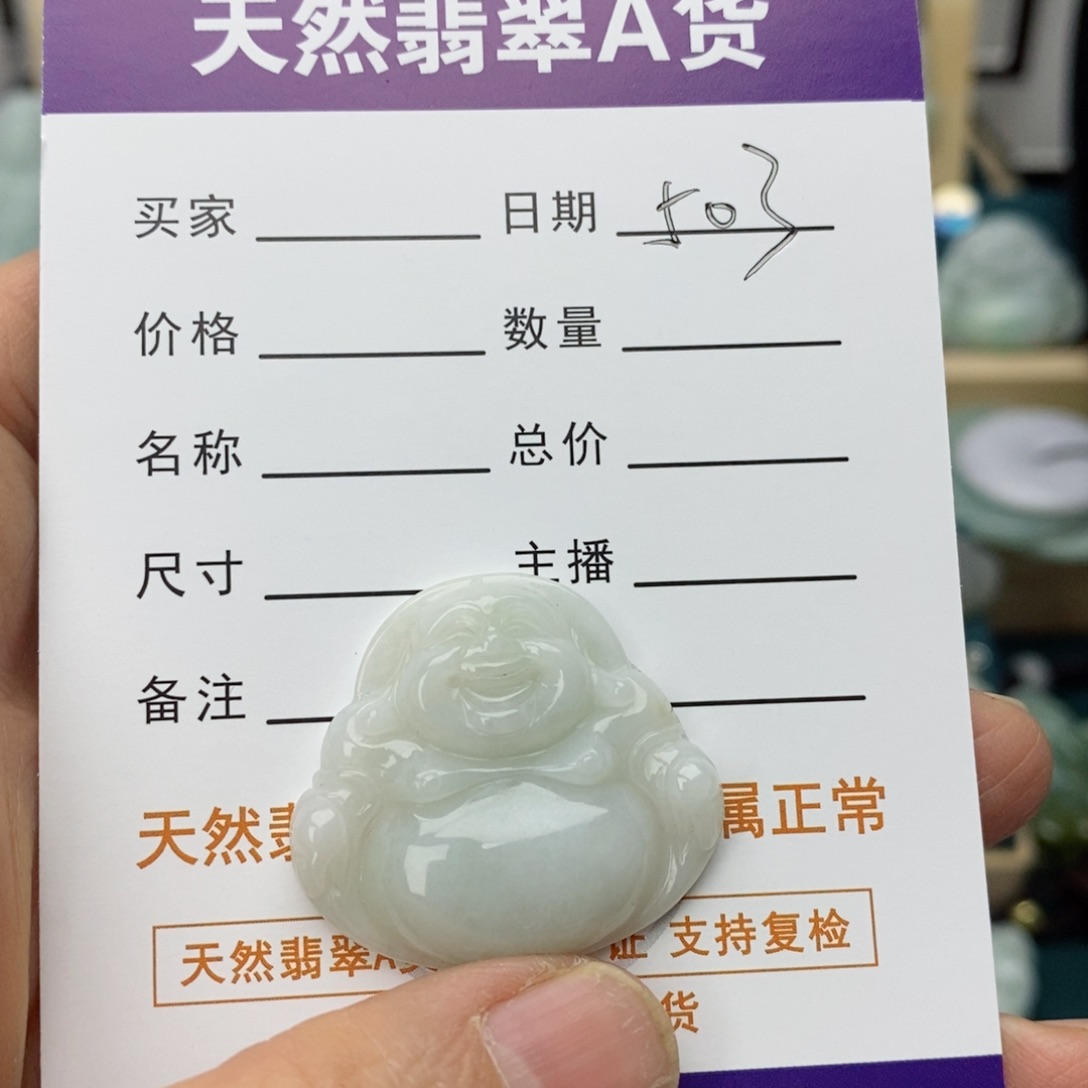 天然翡翠A货
买家 日期 503
价格 数量
名称 总价
尺寸 主播
备注
天然翡 属正常
天然翡翠A 证 支持复检
货